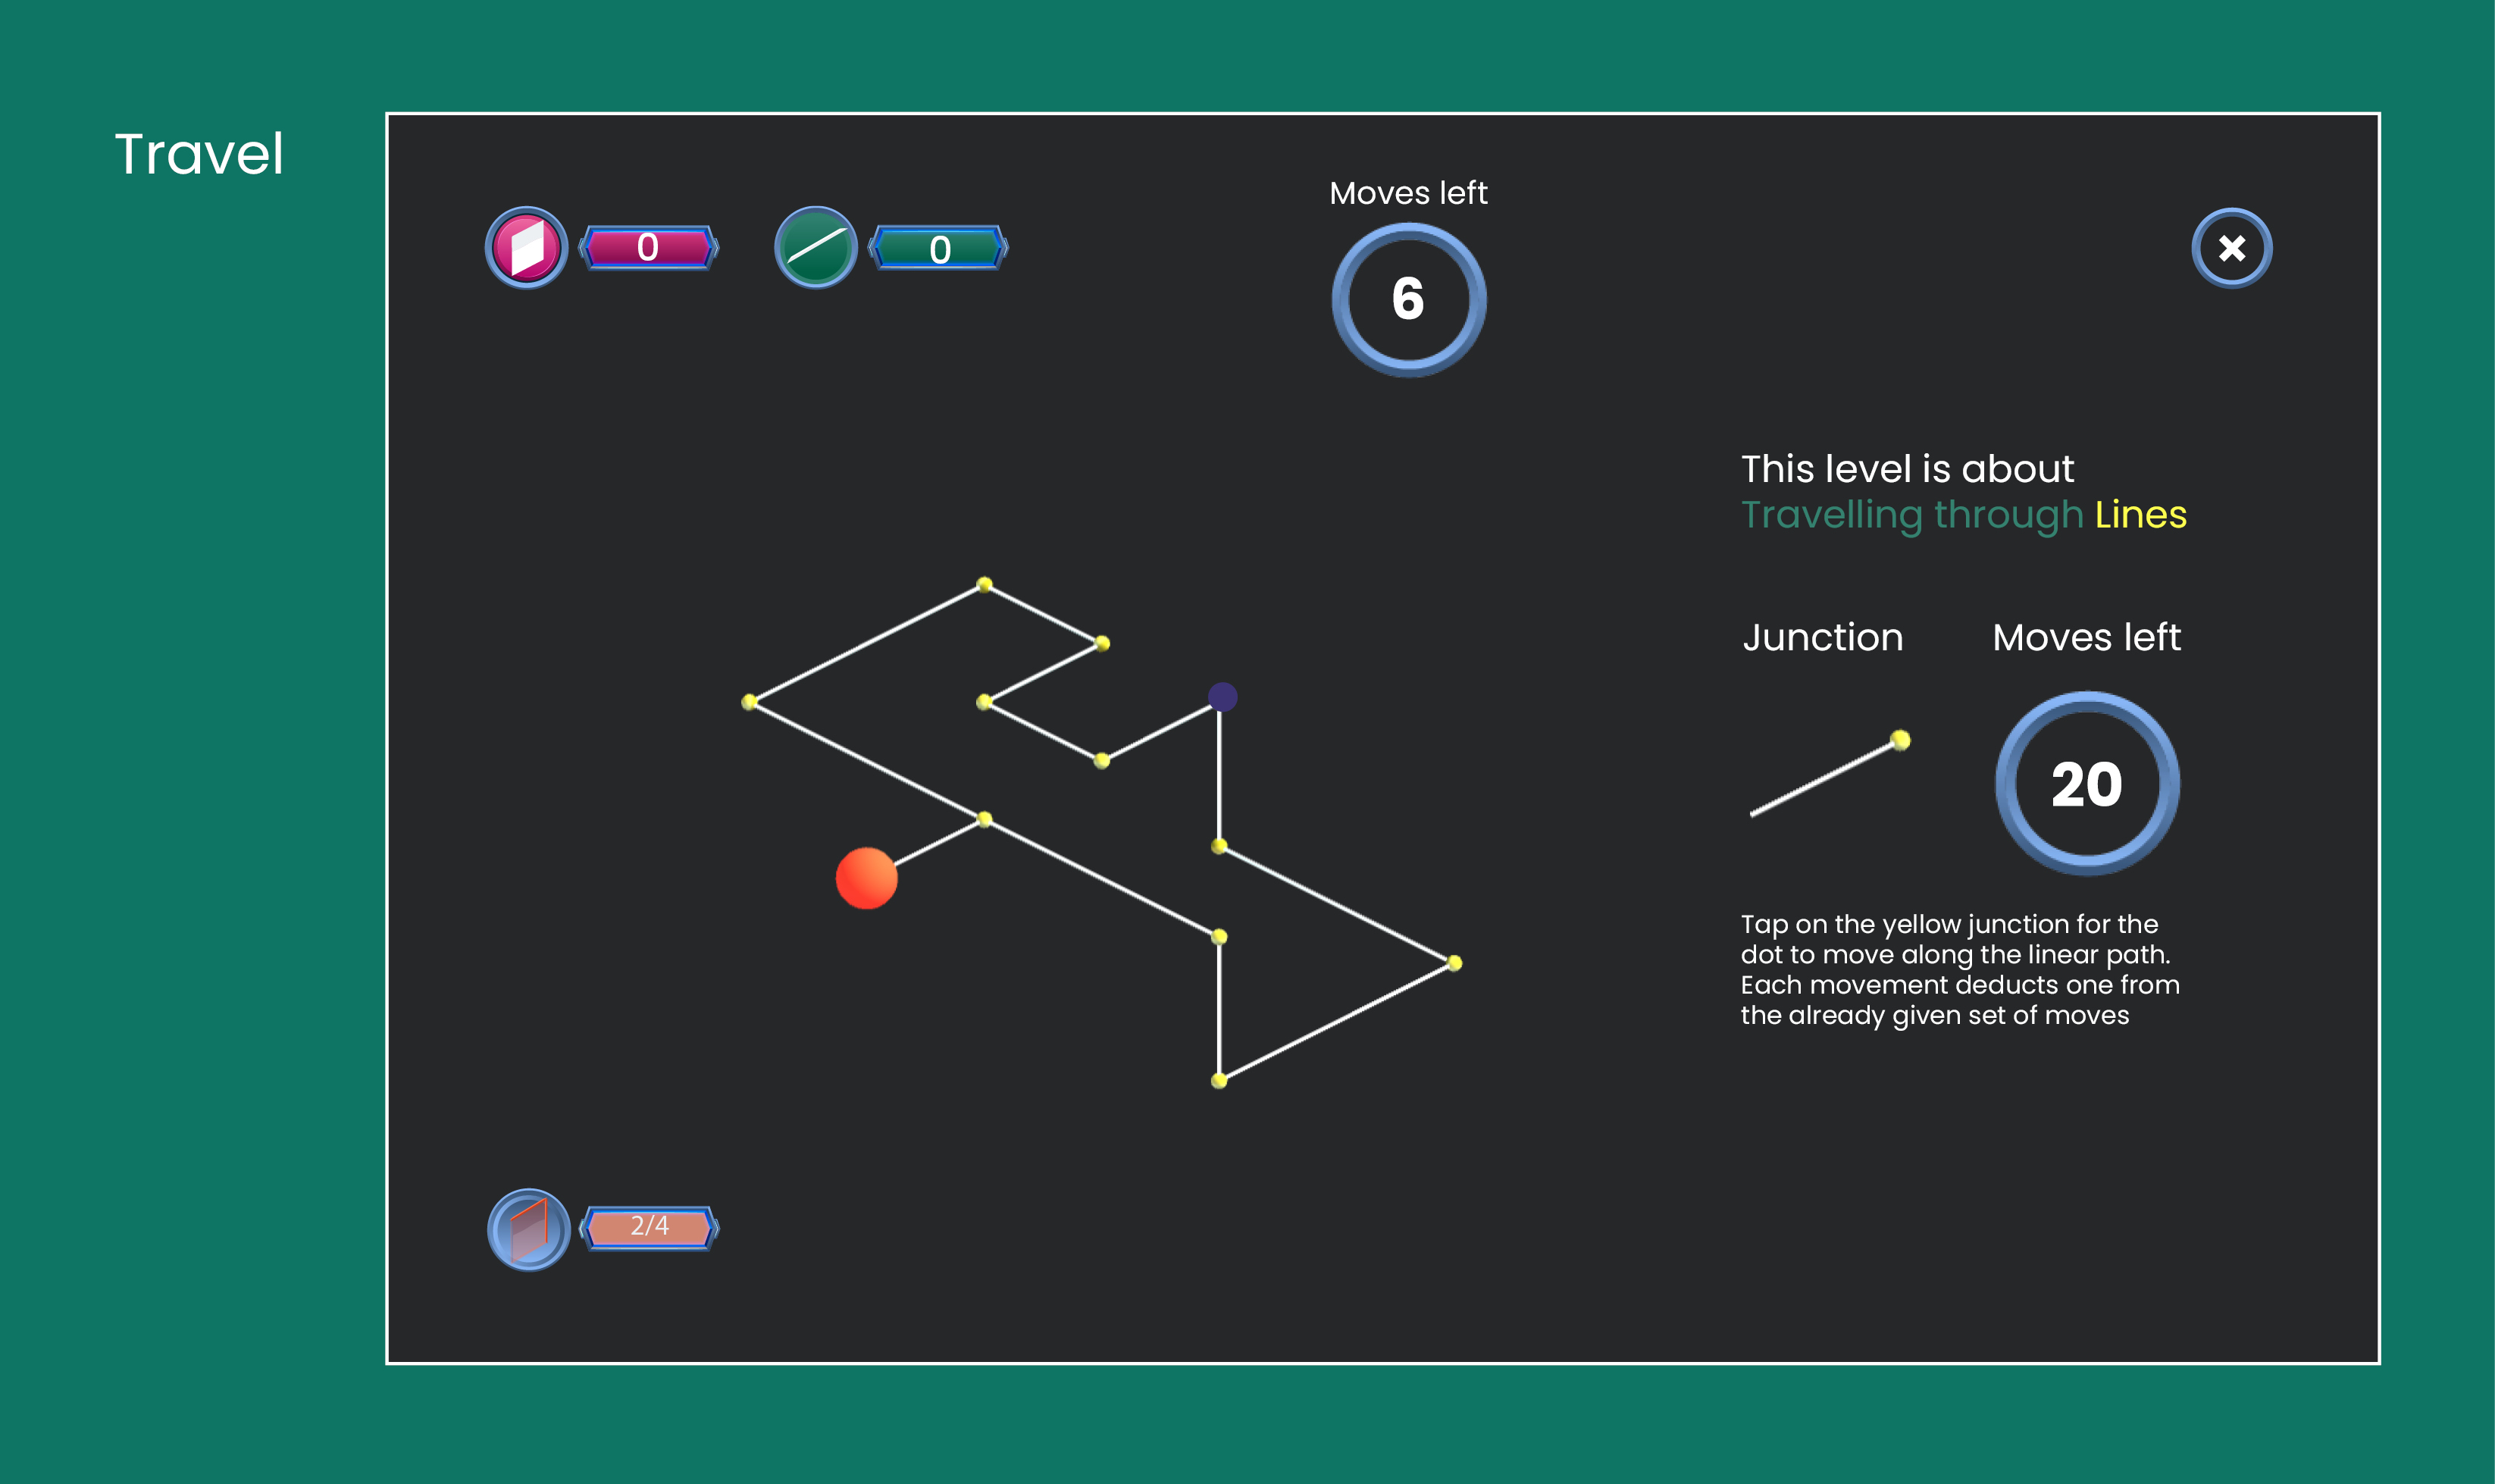 Travel
0
0
Moves left
6
This level is about
Travelling through Lines
Junction
Moves left
20
Tap on the yellow junction for the
dot to move along the linear path.
Each movement deducts one from
the already given set of moves
2/4